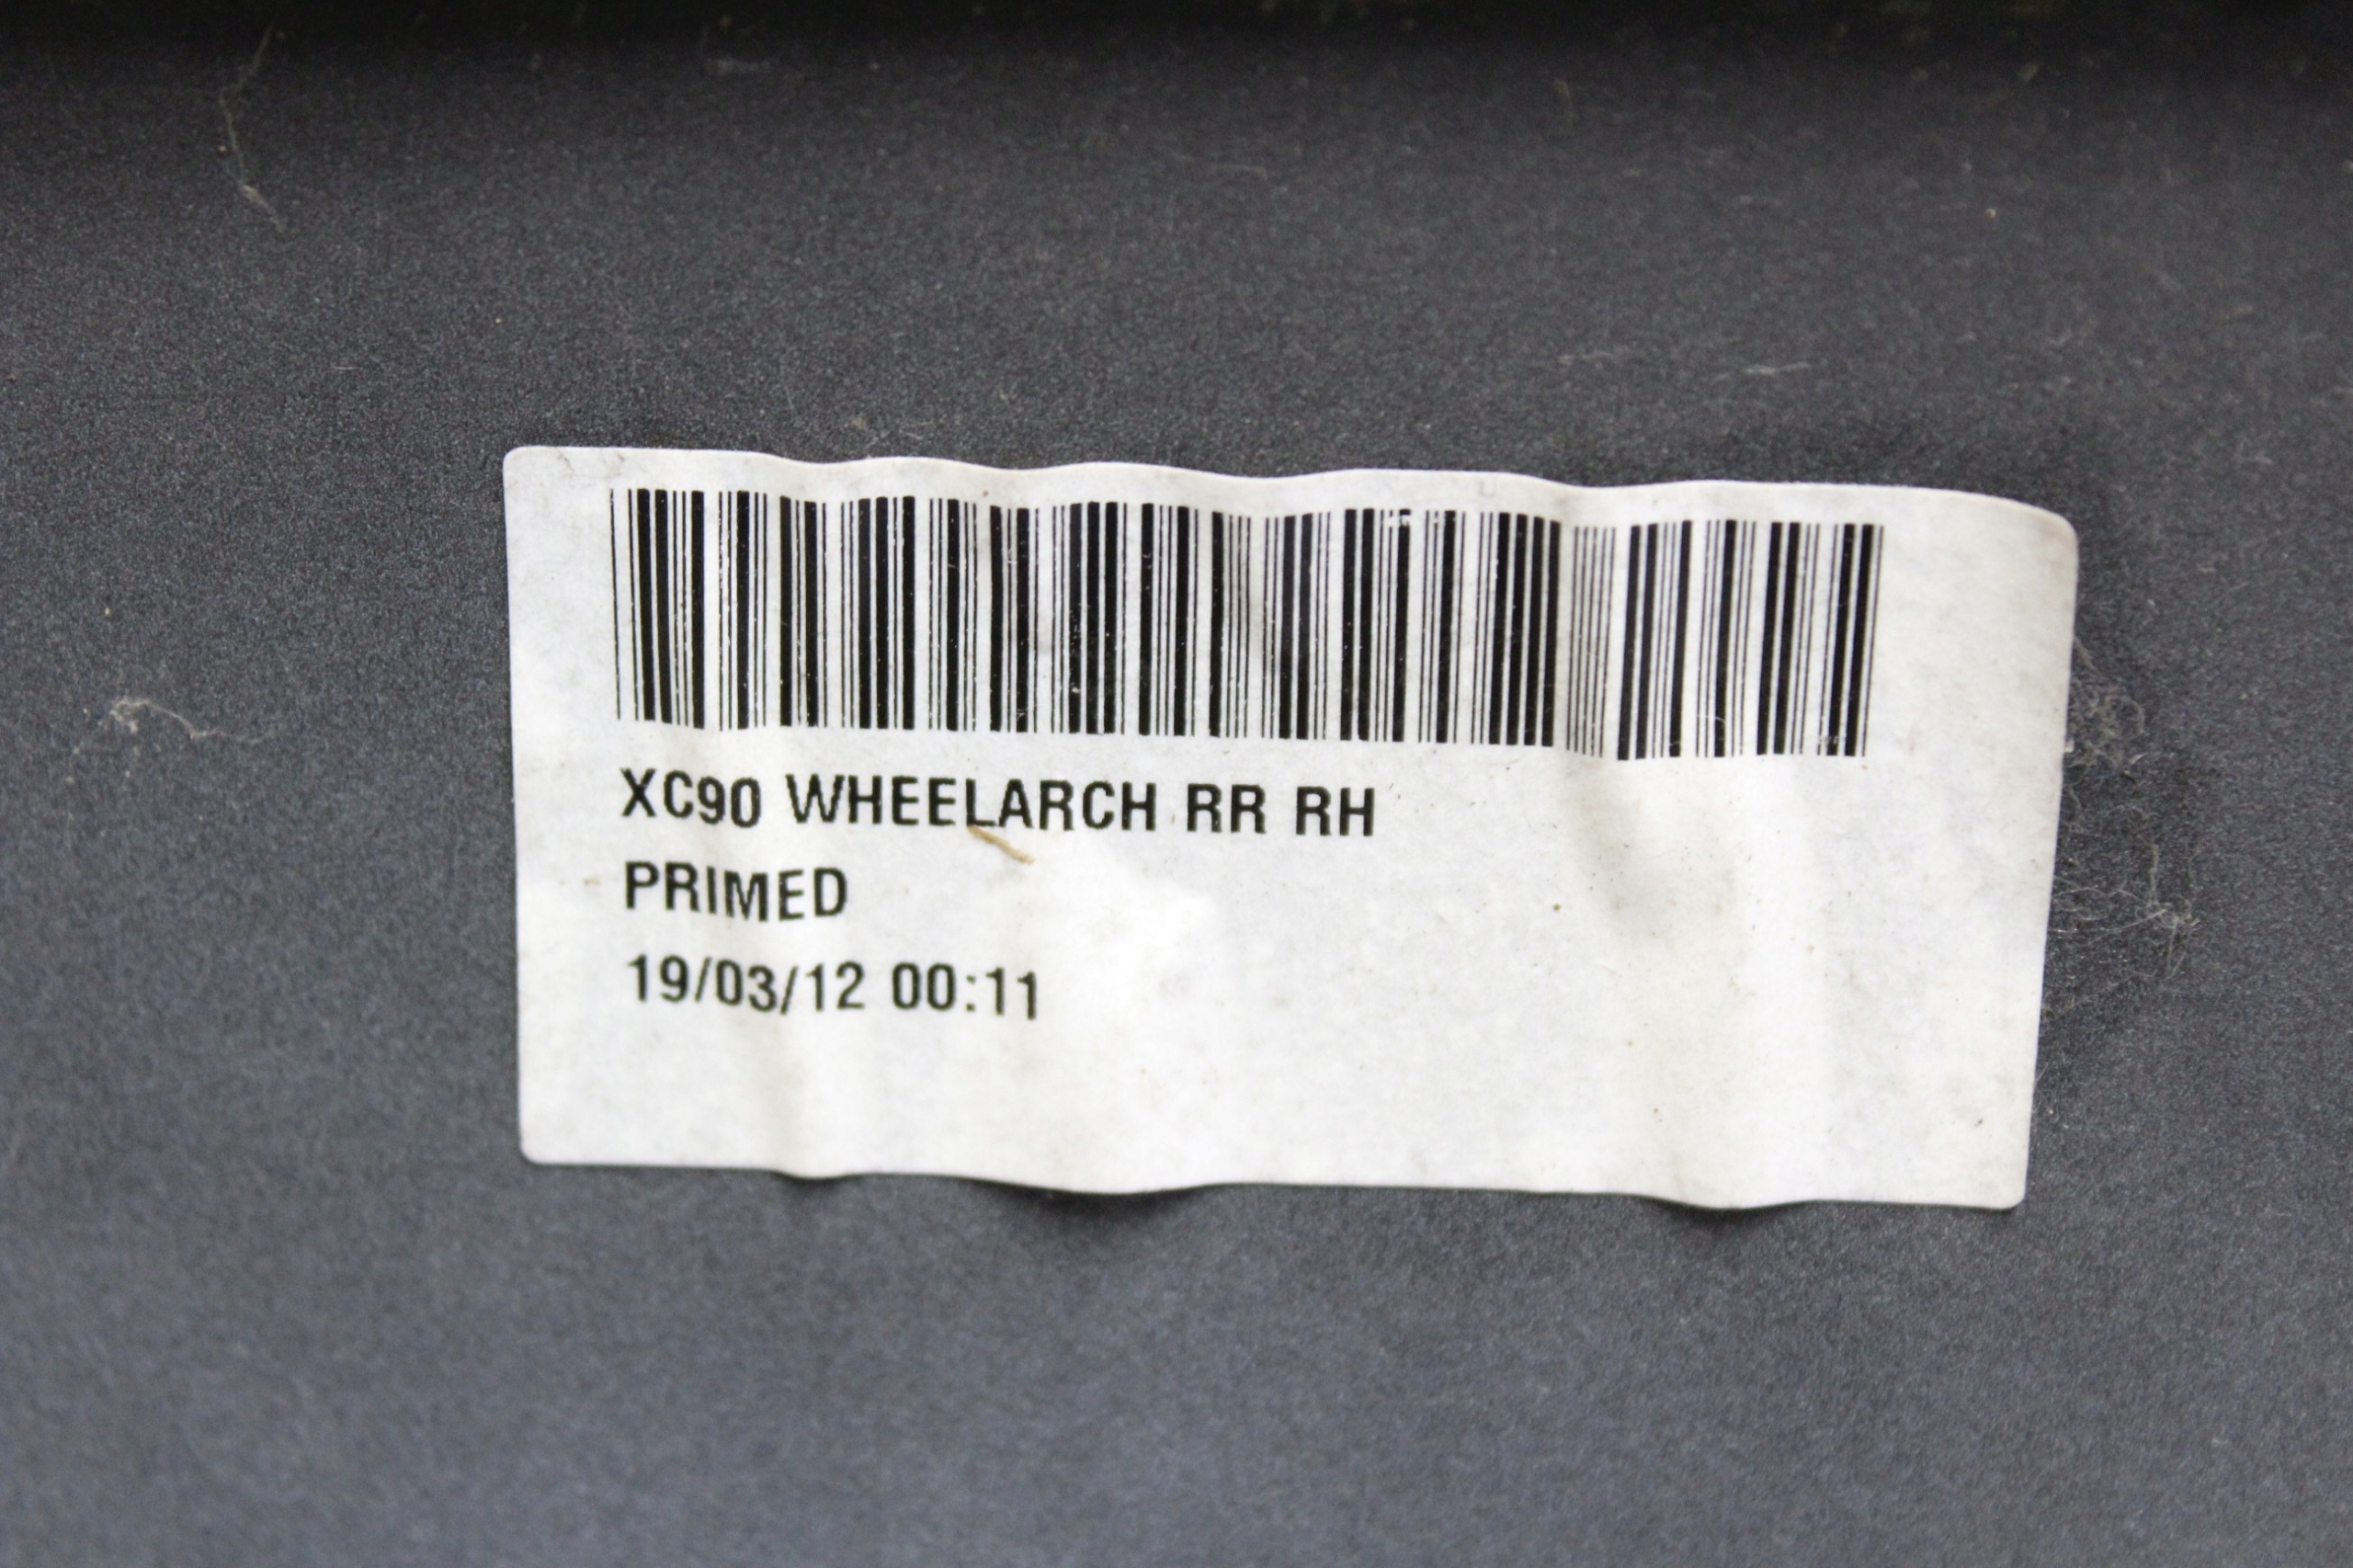 XC90 WHEELARCH RR RH
PRIMED
19/03/12 00:11